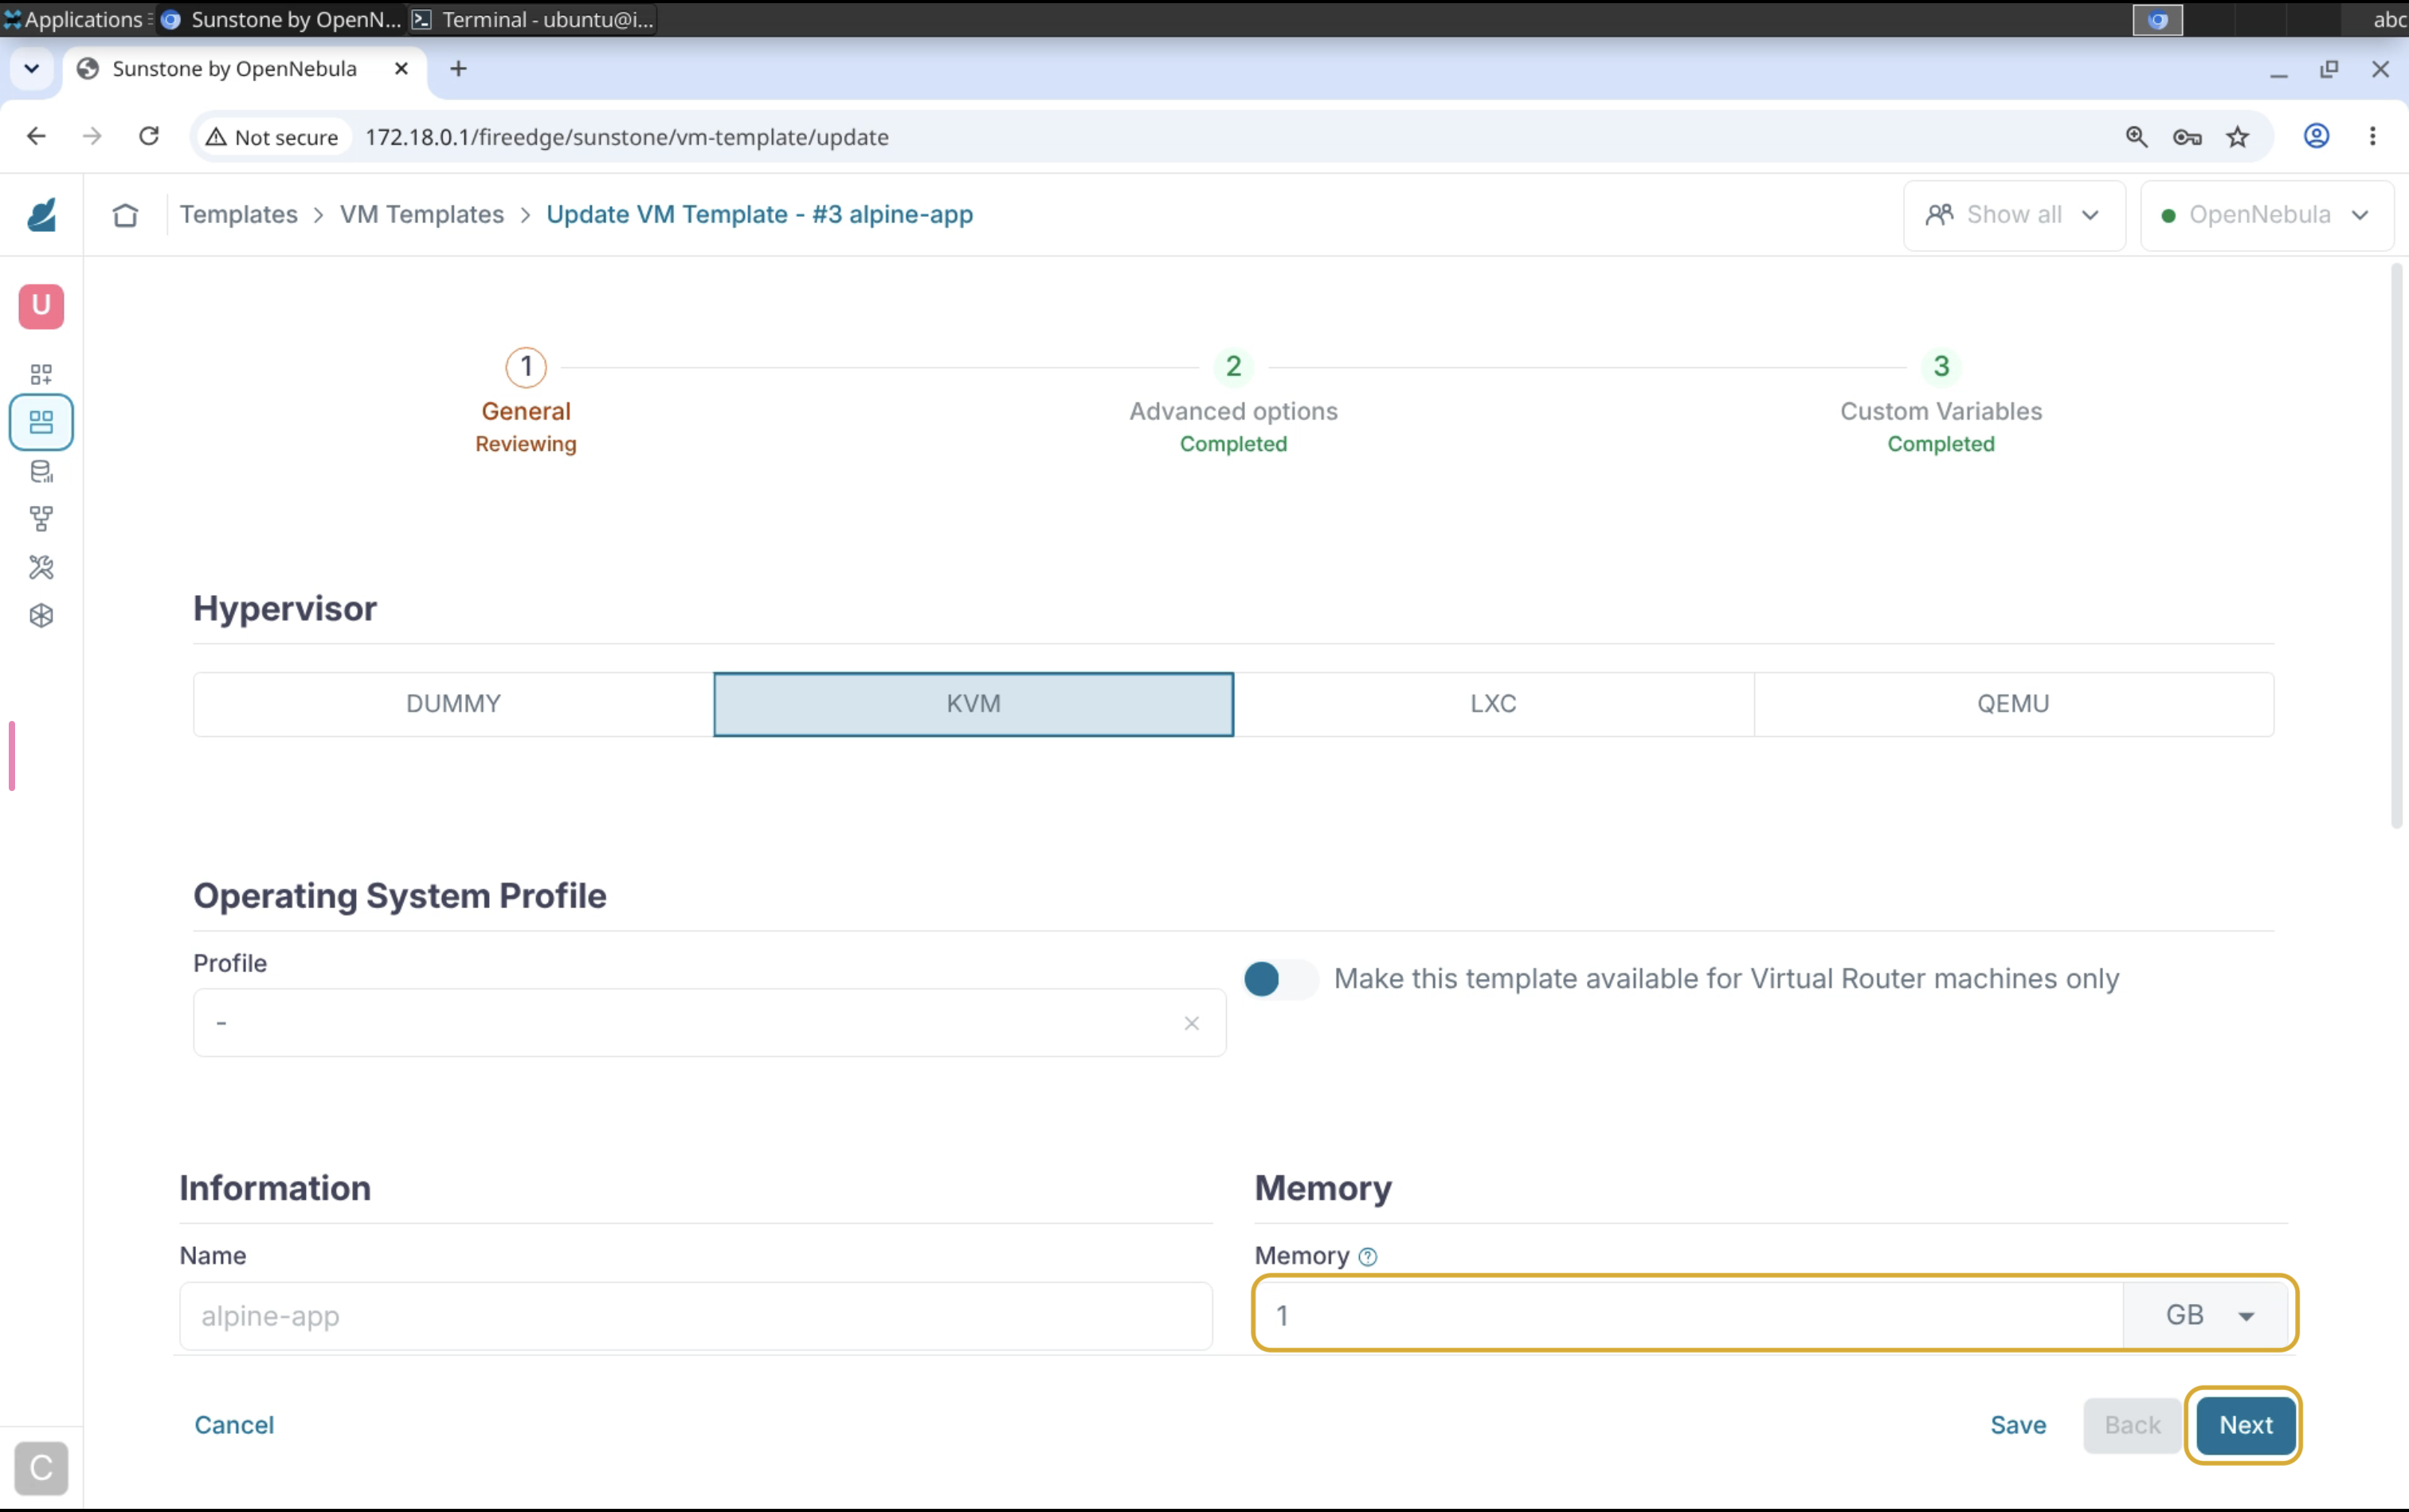 Applications
Sunstone by OpenN...
Terminal - ubuntu@i...
abc
Sunstone by OpenNebula
Not secure
172.18.0.1/fireedge/sunstone/vm-template/update
Templates > VM Templates > Update VM Template - #3 alpine-app
Show all
OpenNebula
U
1
2
3
General
Advanced options
Custom Variables
Reviewing
Completed
Completed
Hypervisor
DUMMY
KVM
LXC
QEMU
Operating System Profile
Profile
-
Make this template available for Virtual Router machines only
Information
Memory
Name
Memory
alpine-app
1
GB
Cancel
Save
Back
Next
C